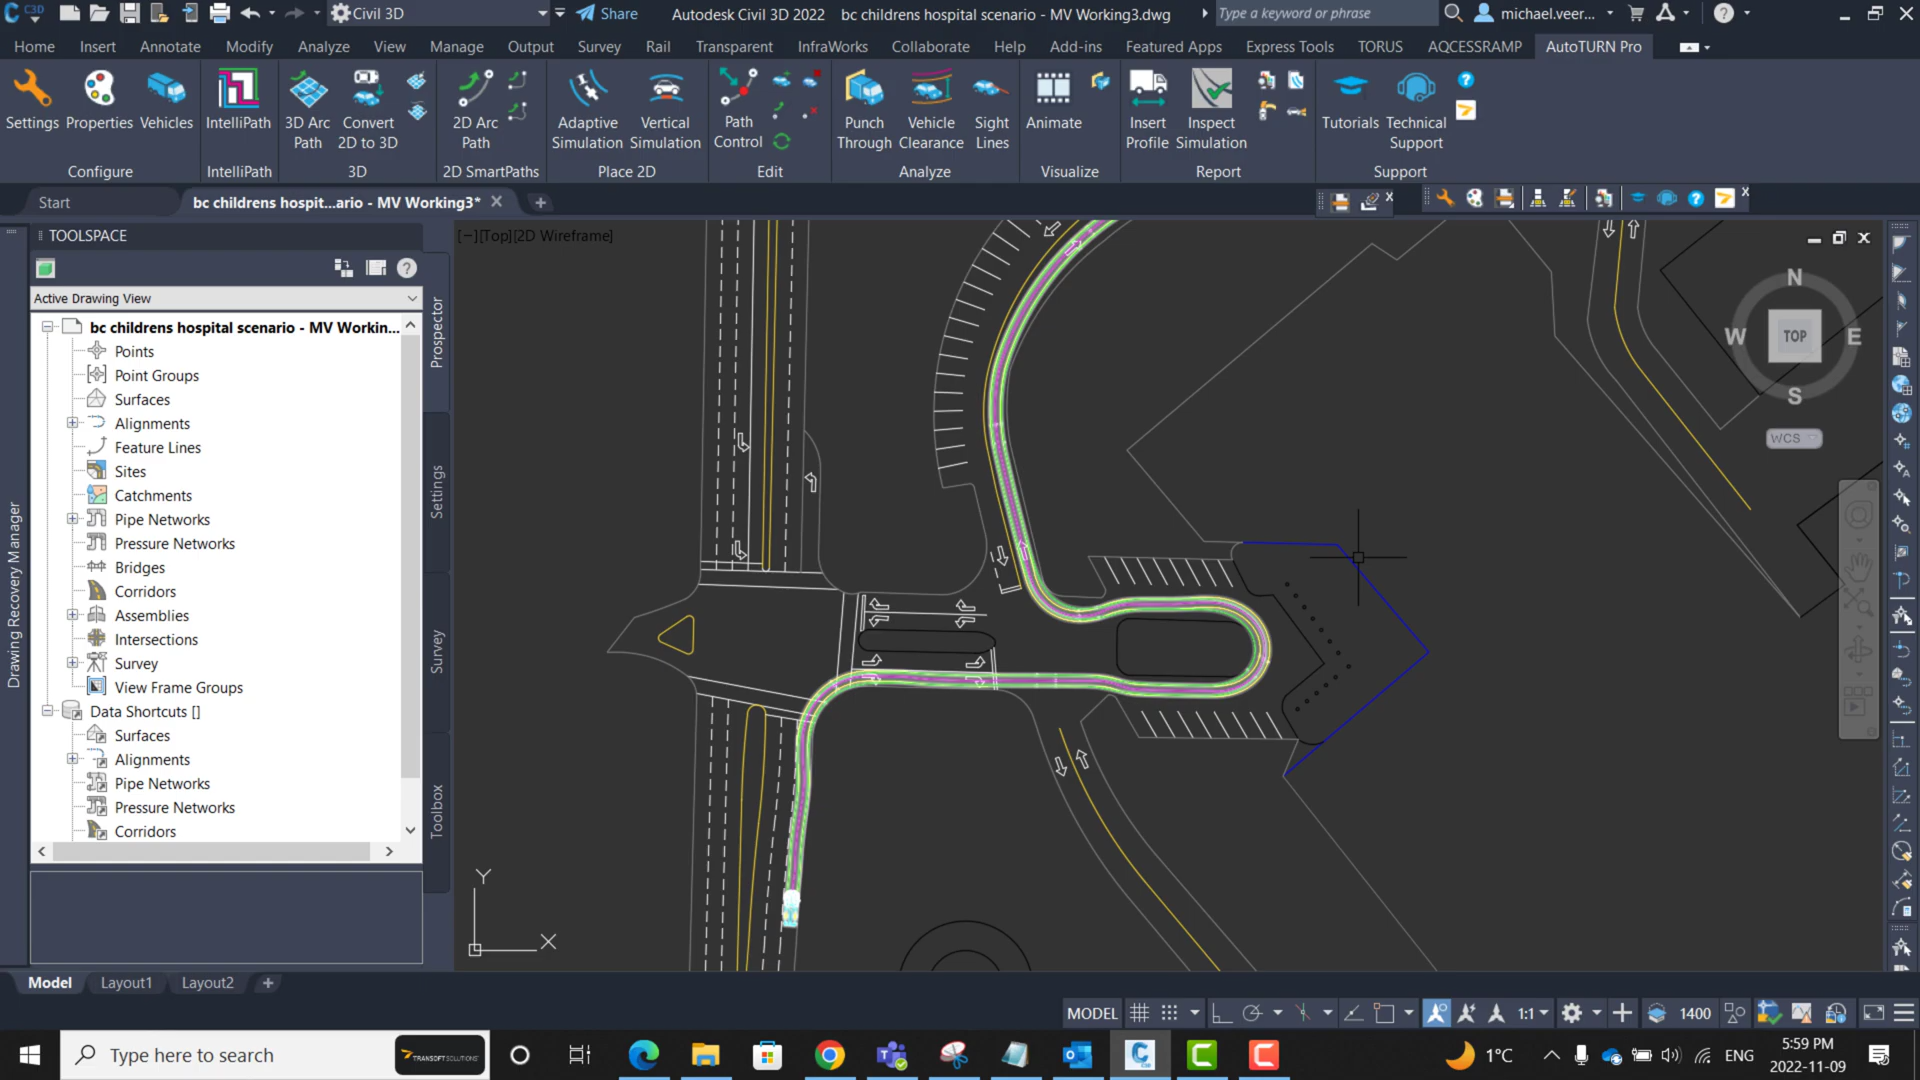 C3D
Civil 3D
Share
Autodesk Civil 3D 2022
bc childrens hospital scenario - MV Working3.dwg
Type a keyword or phrase
michael.veer...
Home
Insert
Annotate
Modify
Analyze
View
Manage
Output
Survey
Rail
Transparent
InfraWorks
Collaborate
Help
Add-ins
Featured Apps
Express Tools
TORUS
AQCESSRAMP
AutoTURN Pro
Settings
Properties
Vehicles
IntelliPath
3D Arc
Path
Convert
2D to 3D
2D Arc
Path
Adaptive
Simulation
Vertical
Simulation
Path
Control
Punch
Through
Vehicle
Clearance
Sight
Lines
Animate
Insert
Profile
Inspect
Simulation
Tutorials
Technical
Support
Configure
IntelliPath
3D
2D SmartPaths
Place 2D
Edit
Analyze
Visualize
Report
Support
Start
bc childrens hospit...ario - MV Working3*
TOOLSPACE
[−][Top][2D Wireframe]
Active Drawing View
bc childrens hospital scenario - MV Workin...
Points
Point Groups
Surfaces
Alignments
Feature Lines
Sites
Catchments
Pipe Networks
Pressure Networks
Bridges
Corridors
Assemblies
Intersections
Survey
View Frame Groups
Data Shortcuts []
Surfaces
Alignments
Pipe Networks
Pressure Networks
Corridors
Prospector
Settings
Survey
Toolbox
Drawing Recovery Manager
N
W
TOP
E
S
WCS
Y
X
Model
Layout1
Layout2
MODEL
1:1
1400
Type here to search
TRANSOFT SOLUTIONS
1°C
ENG
5:59 PM
2022-11-09